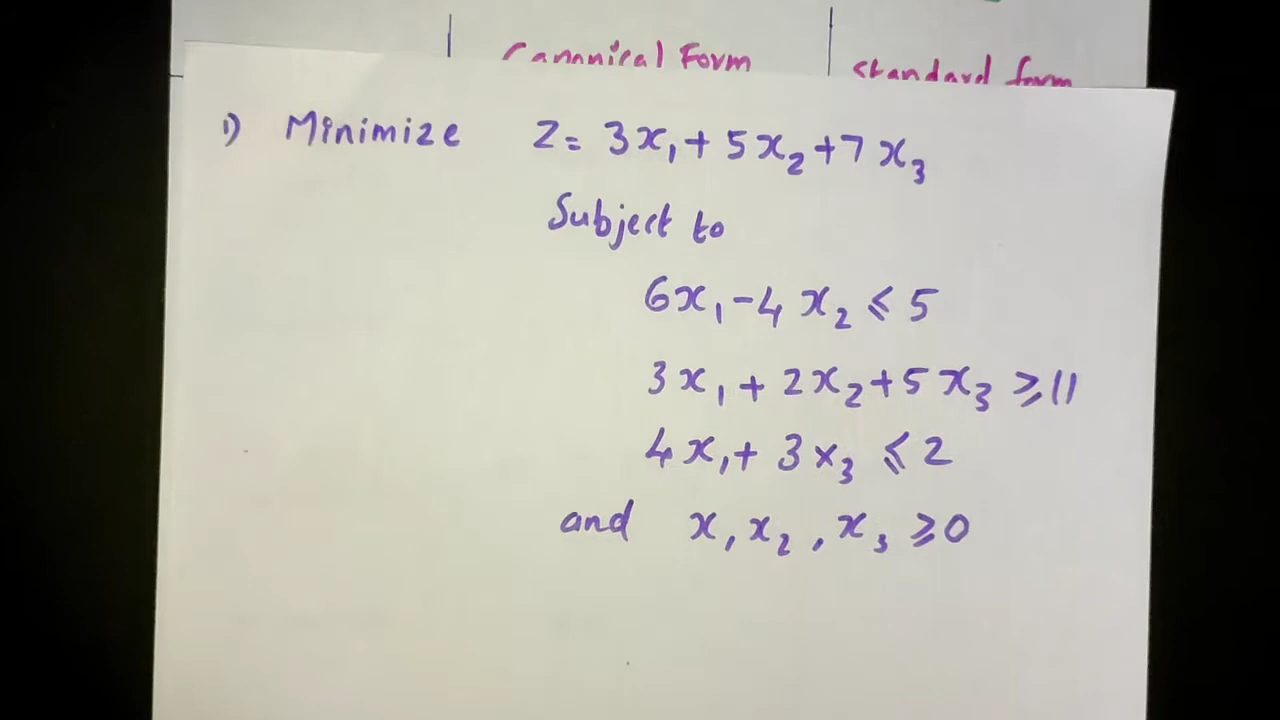 Canonical Form standard form
1) Minimize Z = 3x₁ + 5x₂ + 7x₃
Subject to
6x₁ - 4x₂ ≤ 5
3x₁ + 2x₂ + 5x₃ ≥ 11
4x₁ + 3x₃ ≤ 2
and x₁ x₂ , x₃ ≥ 0